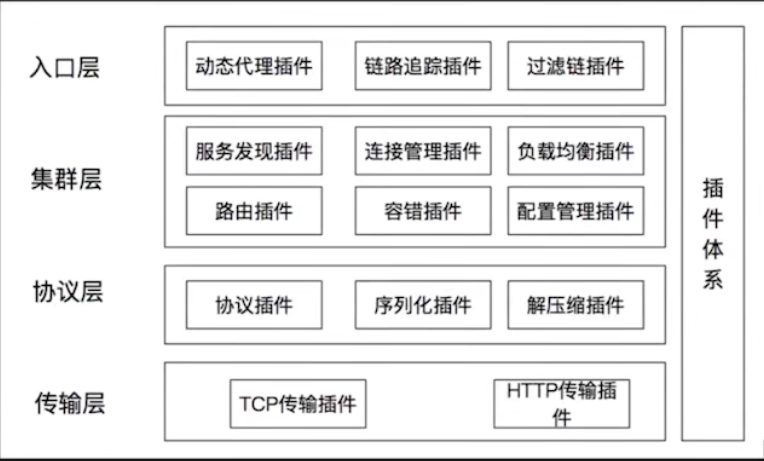 入口层
动态代理插件
链路追踪插件
过滤链插件
集群层
服务发现插件
连接管理插件
负载均衡插件
路由插件
容错插件
配置管理插件
协议层
协议插件
序列化插件
解压缩插件
传输层
TCP传输插件
HTTP传输插
件
插
件
体
系